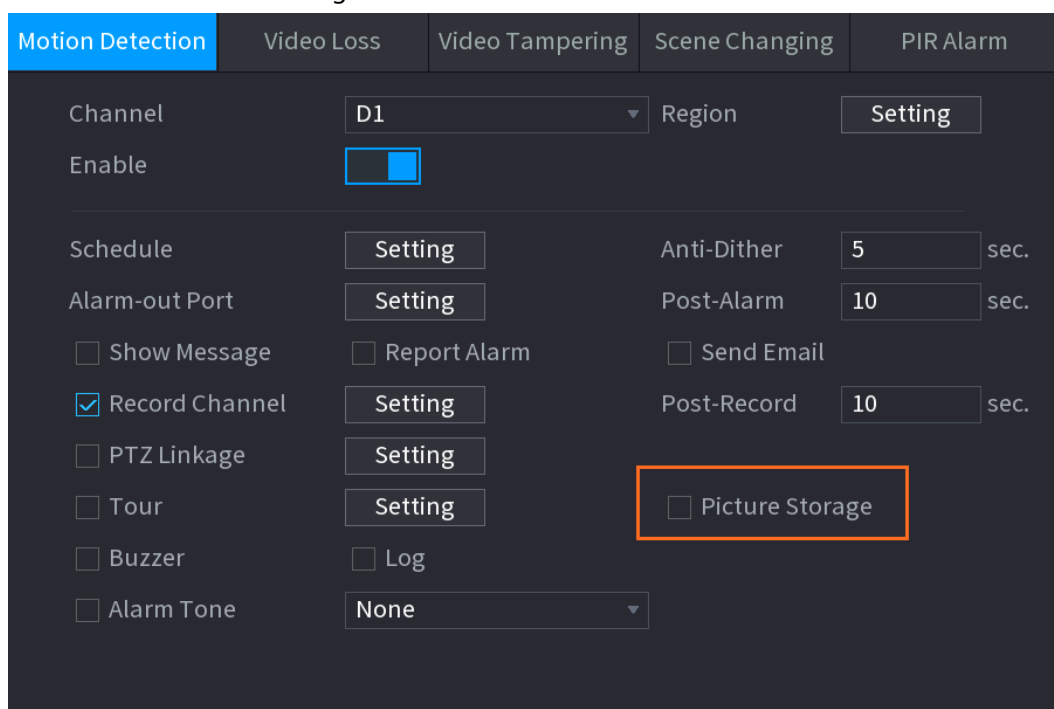 Motion Detection Video Loss Video Tampering Scene Changing PIR Alarm
Channel D1 Region Setting
Enable
Schedule Setting Anti-Dither 5 sec.
Alarm-out Port Setting Post-Alarm 10 sec.
Show Message Report Alarm Send Email
Record Channel Setting Post-Record 10 sec.
PTZ Linkage Setting
Tour Setting Picture Storage
Buzzer Log
Alarm Tone None